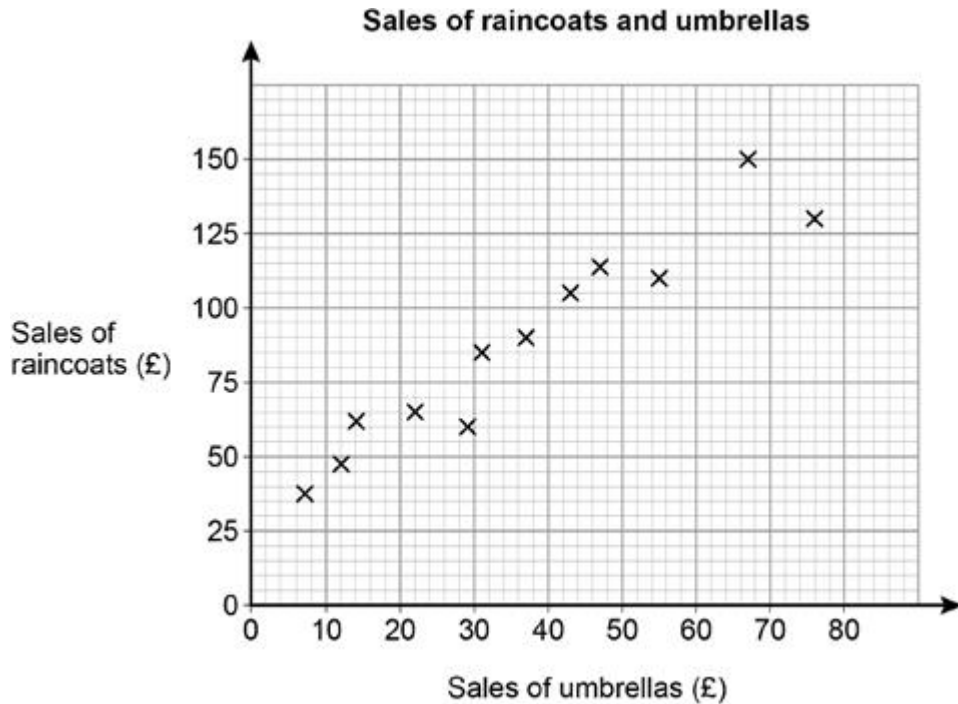 Sales of raincoats and umbrellas
150
125
100
Sales of
raincoats (£)
75
50
25
0
0 10 20 30 40 50 60 70 80
Sales of umbrellas (£)